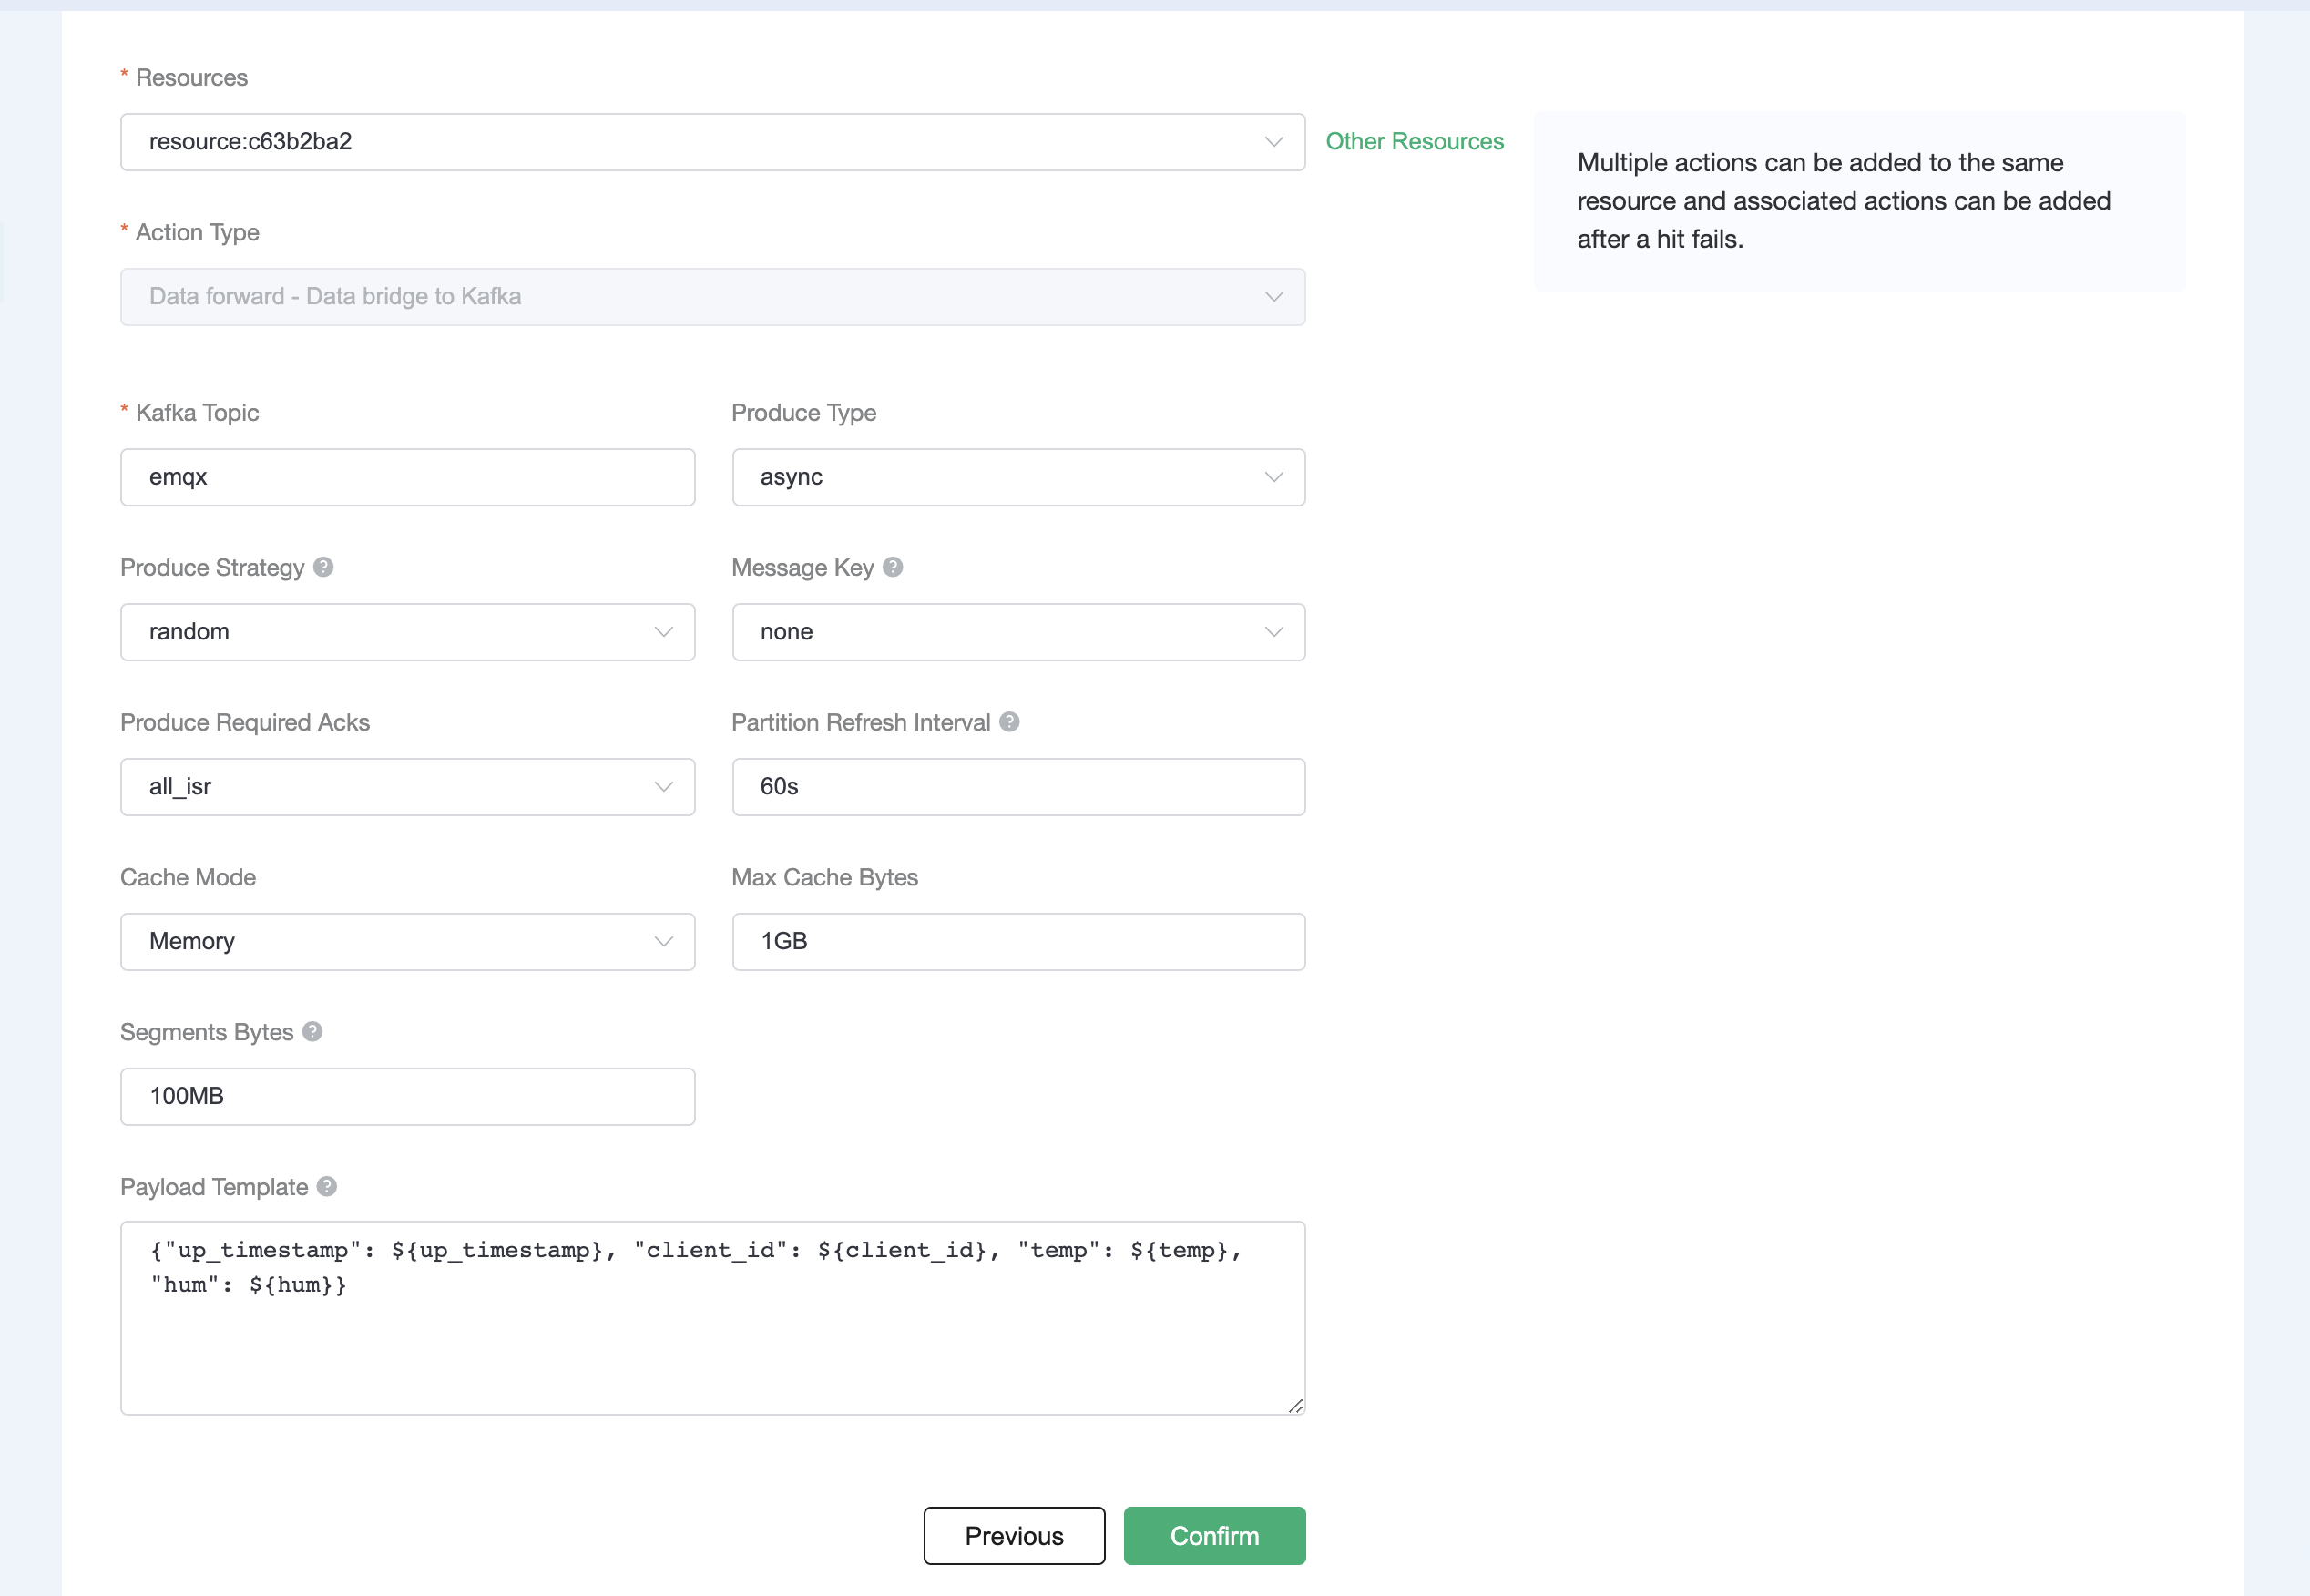 * Resources
resource:c63b2ba2
Other Resources
Multiple actions can be added to the same
resource and associated actions can be added
after a hit fails.
* Action Type
Data forward - Data bridge to Kafka
* Kafka Topic
Produce Type
emqx
async
Produce Strategy ?
Message Key ?
random
none
Produce Required Acks
Partition Refresh Interval ?
all_isr
60s
Cache Mode
Max Cache Bytes
Memory
1GB
Segments Bytes ?
100MB
Payload Template ?
{"up_timestamp": ${up_timestamp}, "client_id": ${client_id}, "temp": ${temp},
"hum": ${hum}}
Previous
Confirm